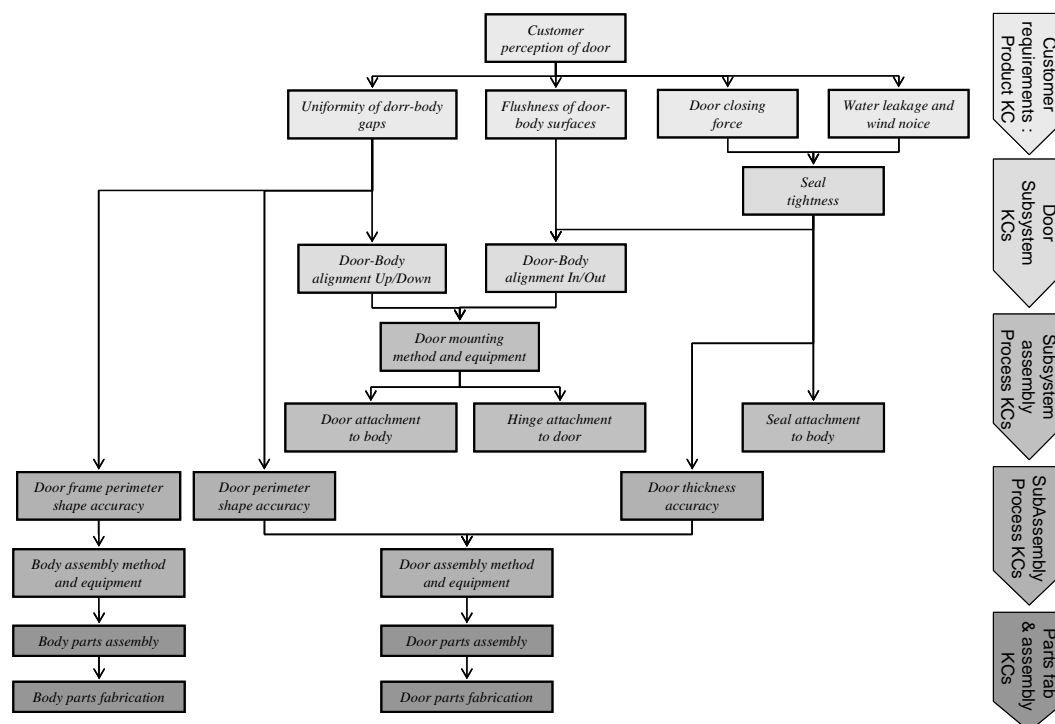 Customer
perception of door
Uniformity of dorr-body
gaps
Flushness of door-
body surfaces
Door closing
force
Water leakage and
wind noice
Seal
tightness
Door-Body
alignment Up/Down
Door-Body
alignment In/Out
Door mounting
method and equipment
Door attachment
to body
Hinge attachment
to door
Seal attachment
to body
Door frame perimeter
shape accuracy
Door perimeter
shape accuracy
Door thickness
accuracy
Body assembly method
and equipment
Door assembly method
and equipment
Body parts assembly
Door parts assembly
Body parts fabrication
Door parts fabrication
Customer
requirements :
Product KC
Door
Subsystem
KCs
Subsystem
assembly
Process KCs
SubAssembly
Process KCs
Parts fab
& assembly
KCs